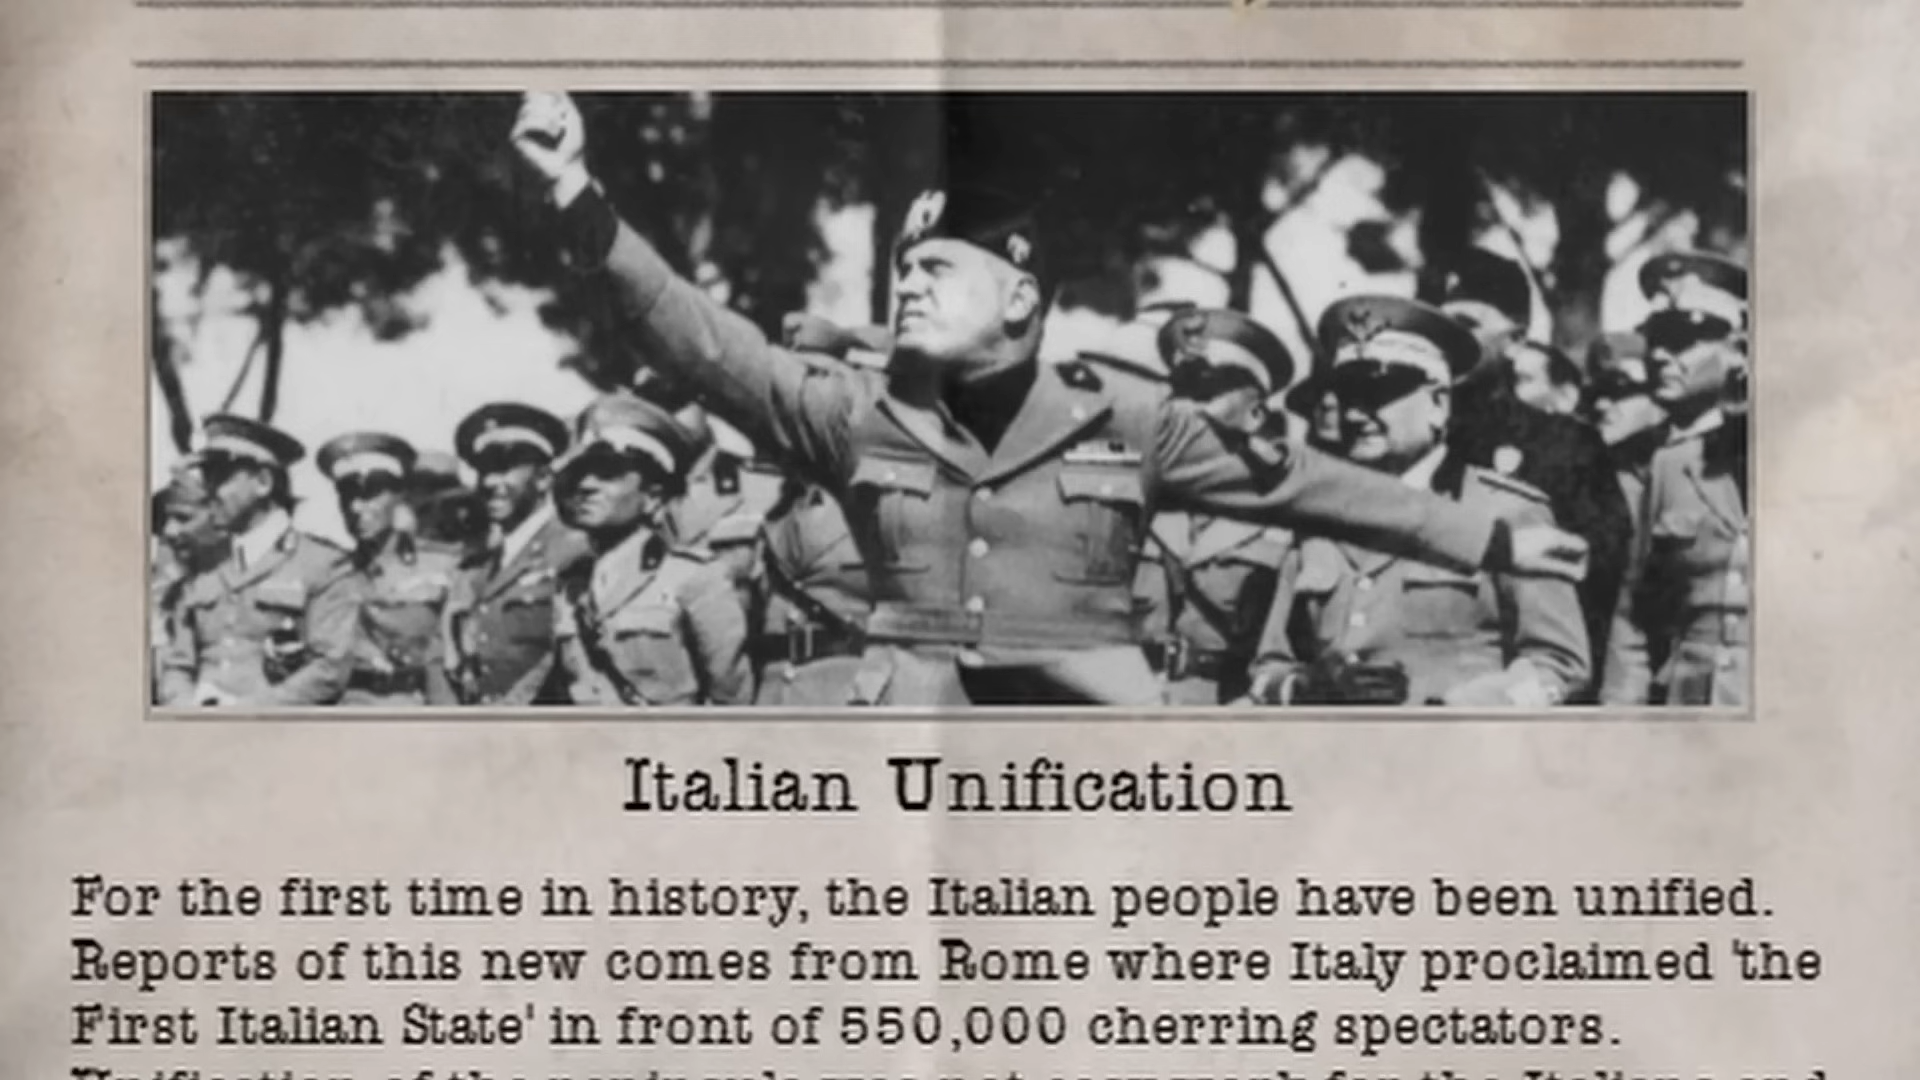 Italian Unification
For the first time in history, the Italian people have been unified.
Reports of this new comes from Rome where Italy proclaimed 'the
First Italian State' in front of 550,000 cherring spectators.